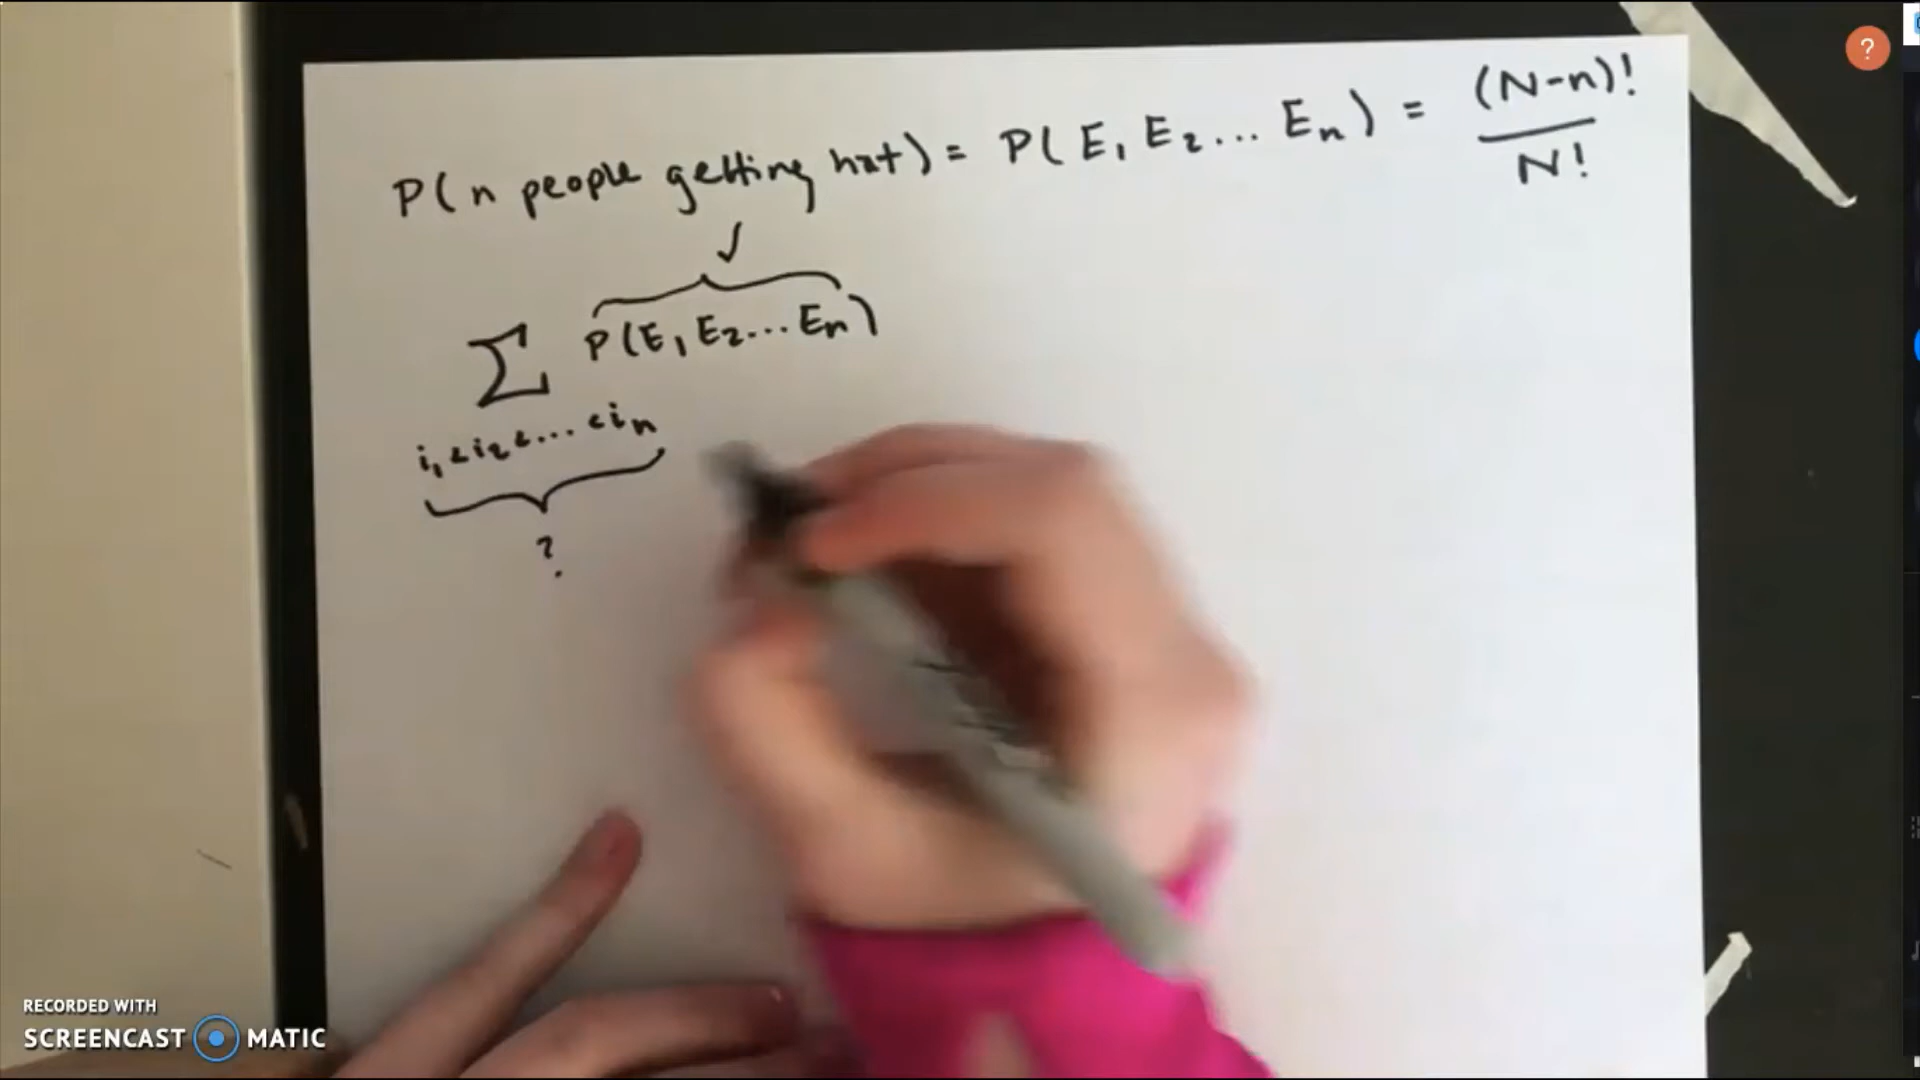 P(n people getting hat) = P(E₁ E₂... Eₙ) = (N-n)!/N!
✓
∑ P(E₁ E₂... Eₙ)
i₁<i₂<...<iₙ
?
?
RECORDED WITH
SCREENCAST MATIC